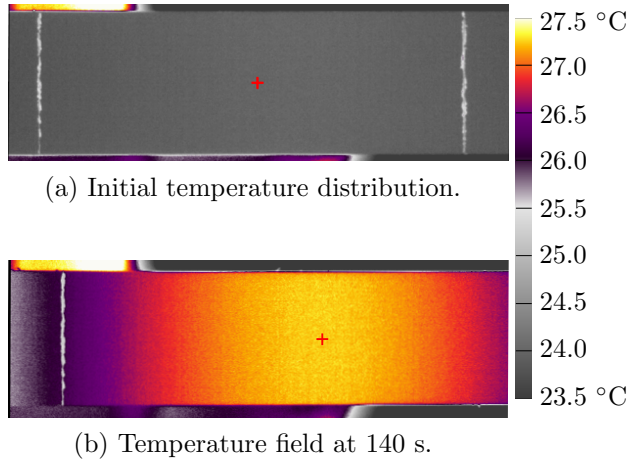 27.5 °C
27.0
26.5
26.0
25.5
25.0
24.5
24.0
23.5 °C
(a) Initial temperature distribution.
(b) Temperature field at 140 s.